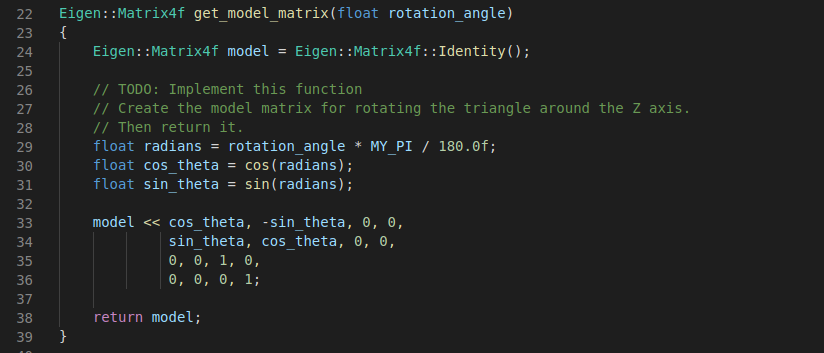 22 Eigen::Matrix4f get_model_matrix(float rotation_angle)
23 {
24     Eigen::Matrix4f model = Eigen::Matrix4f::Identity();
25
26     // TODO: Implement this function
27     // Create the model matrix for rotating the triangle around the Z axis.
28     // Then return it.
29     float radians = rotation_angle * MY_PI / 180.0f;
30     float cos_theta = cos(radians);
31     float sin_theta = sin(radians);
32
33     model << cos_theta, -sin_theta, 0, 0,
34              sin_theta, cos_theta, 0, 0,
35              0, 0, 1, 0,
36              0, 0, 0, 1;
37
38     return model;
39 }